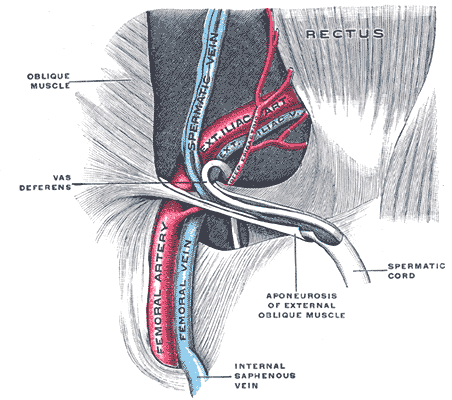 RECTUS
OBLIQUE
MUSCLE
SPERMATIC VEIN
EXT. ILIAC ART.
EXT. ILIAC V.
VAS
DEFERENS
FEMORAL ARTERY
FEMORAL VEIN
SPERMATIC
CORD
APONEUROSIS
OF EXTERNAL
OBLIQUE MUSCLE
INTERNAL
SAPHENOUS
VEIN